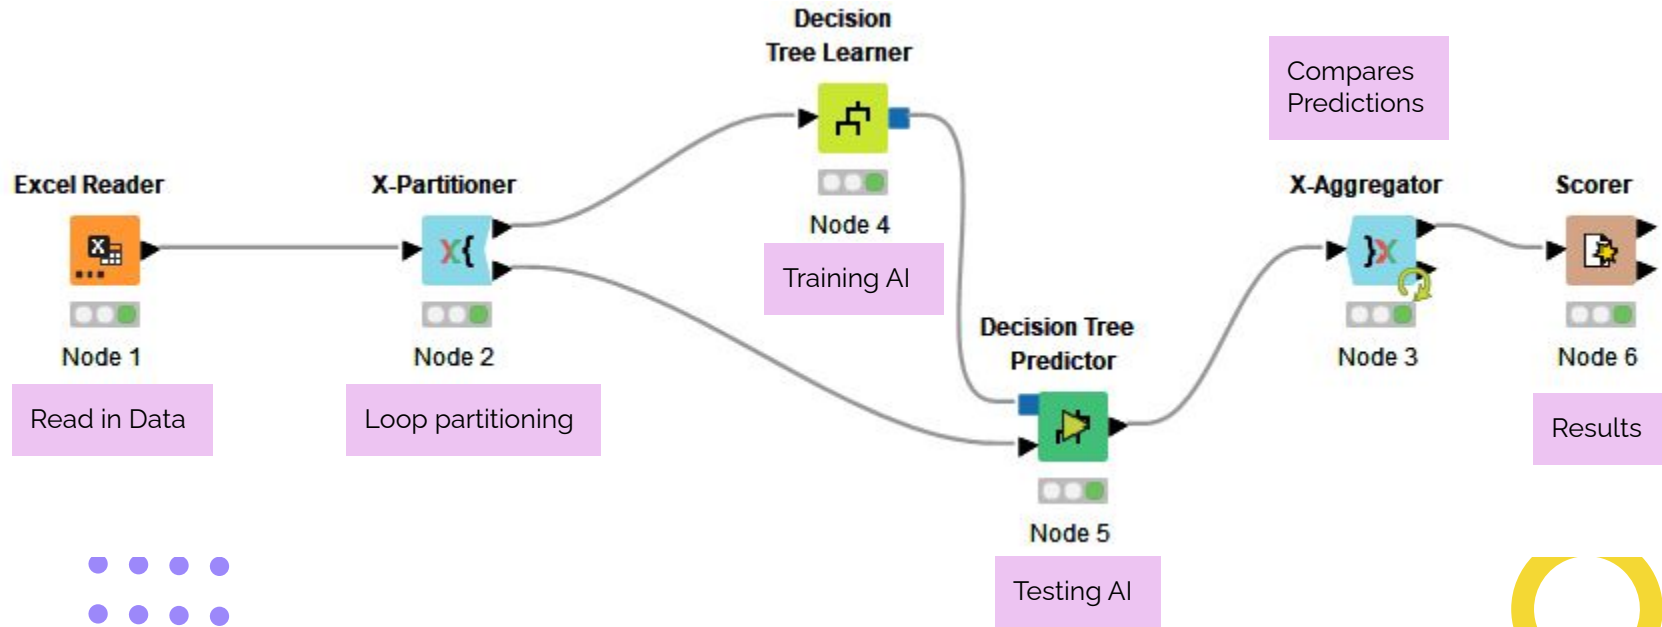 Excel Reader
Node 1
Read in Data
X-Partitioner
Node 2
Loop partitioning
Decision
Tree Learner
Node 4
Training AI
Decision Tree
Predictor
Node 5
Testing AI
Compares
Predictions
X-Aggregator
Node 3
Scorer
Node 6
Results